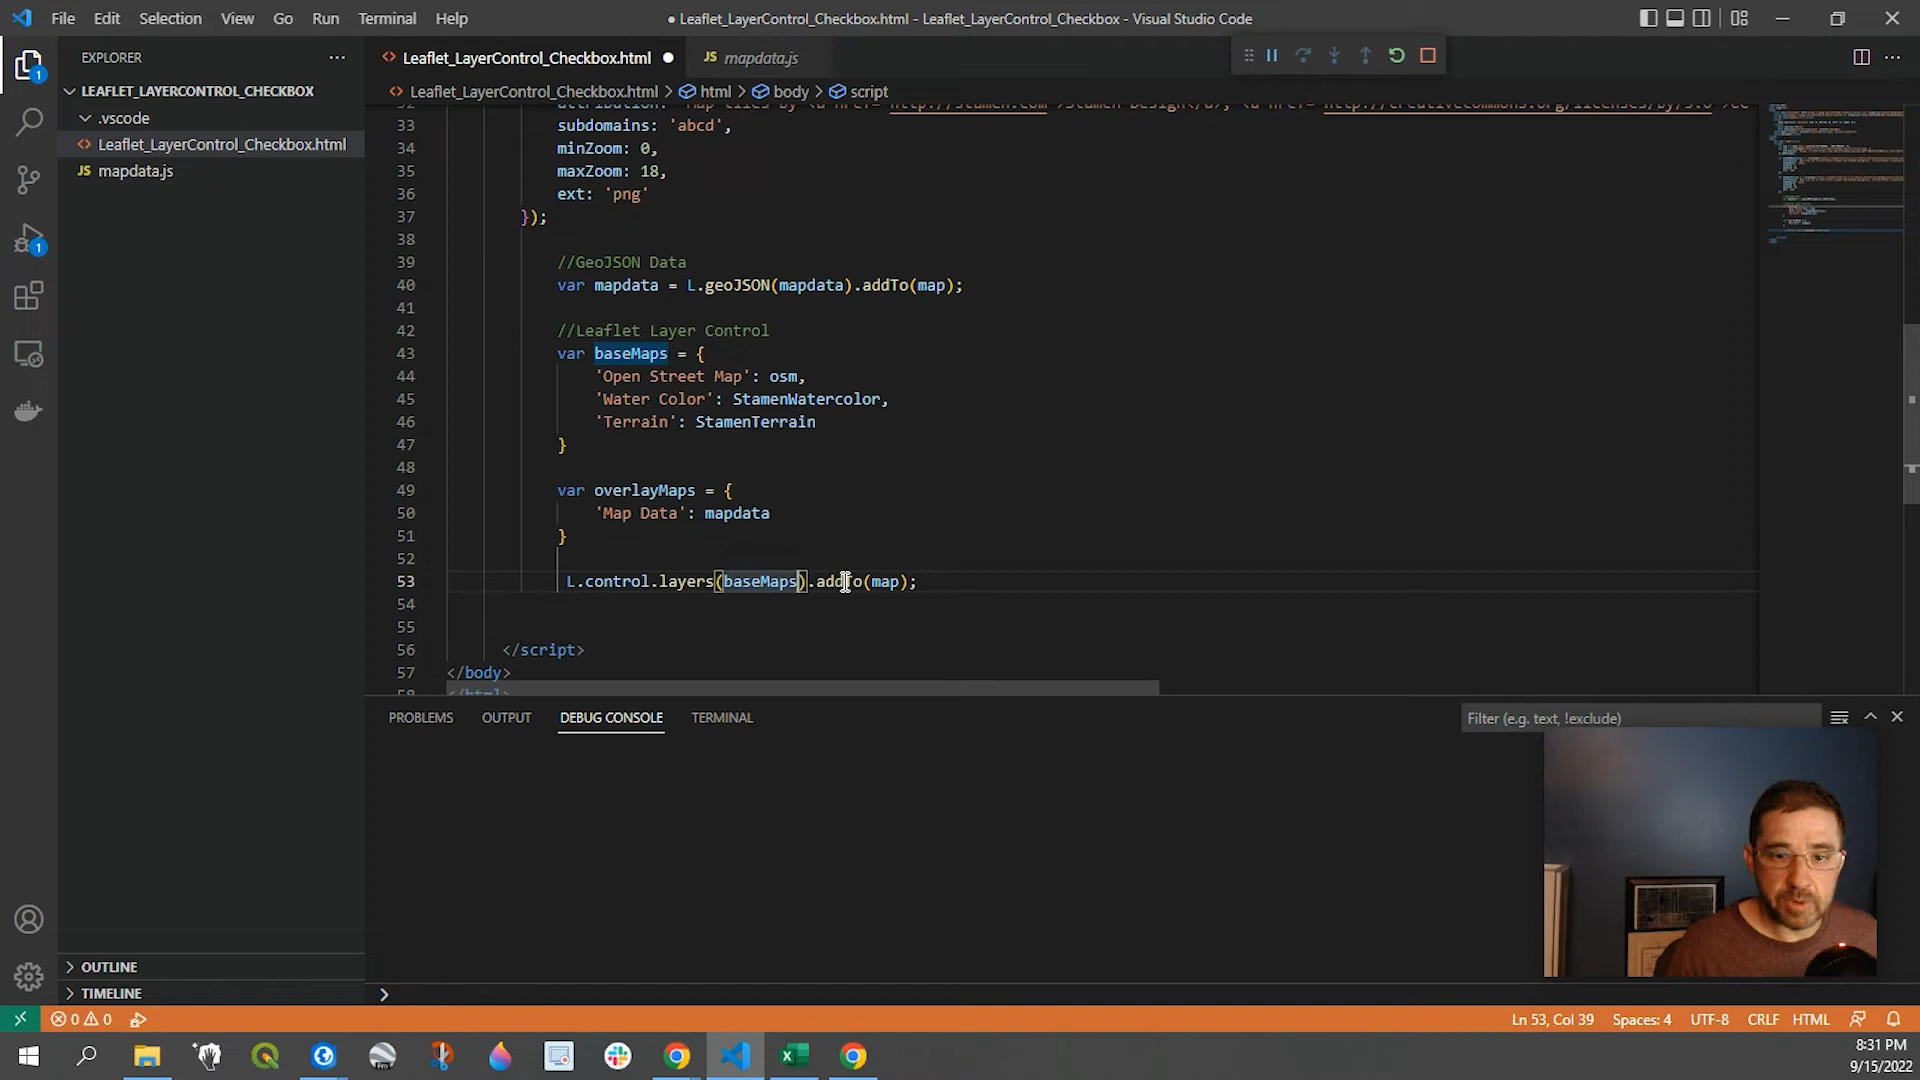 File Edit Selection View Go Run Terminal Help
● Leaflet_LayerControl_Checkbox.html - Leaflet_LayerControl_Checkbox - Visual Studio Code
EXPLORER
LEAFLET_LAYERCONTROL_CHECKBOX
.vscode
<> Leaflet_LayerControl_Checkbox.html
JS mapdata.js
OUTLINE
TIMELINE
<> Leaflet_LayerControl_Checkbox.html ●
JS mapdata.js
<> Leaflet_LayerControl_Checkbox.html > html > body > script
33 subdomains: 'abcd',
34 minZoom: 0,
35 maxZoom: 18,
36 ext: 'png'
37 });
38
39 //GeoJSON Data
40 var mapdata = L.geoJSON(mapdata).addTo(map);
41
42 //Leaflet Layer Control
43 var baseMaps = {
44 'Open Street Map': osm,
45 'Water Color': StamenWatercolor,
46 'Terrain': StamenTerrain
47 }
48
49 var overlayMaps = {
50 'Map Data': mapdata
51 }
52
53 L.control.layers(baseMaps).addTo(map);
54
55
56 </script>
57 </body>
58 </html>
PROBLEMS OUTPUT DEBUG CONSOLE TERMINAL
Filter (e.g. text, !exclude)
0 0
Ln 53, Col 39 Spaces: 4 UTF-8 CRLF HTML
8:31 PM
9/15/2022